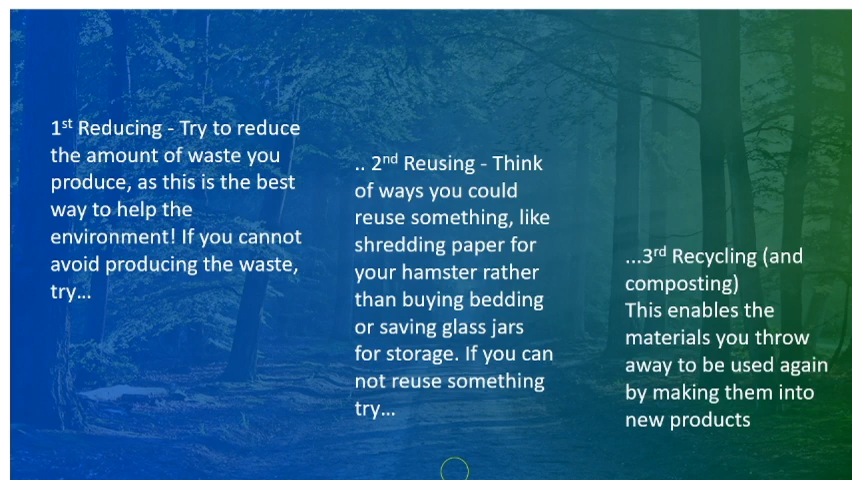 1st Reducing - Try to reduce
the amount of waste you
produce, as this is the best
way to help the
environment! If you cannot
avoid producing the waste,
try...
.. 2nd Reusing - Think
of ways you could
reuse something, like
shredding paper for
your hamster rather
than buying bedding
or saving glass jars
for storage. If you can
not reuse something
try...
...3rd Recycling (and
composting)
This enables the
materials you throw
away to be used again
by making them into
new products